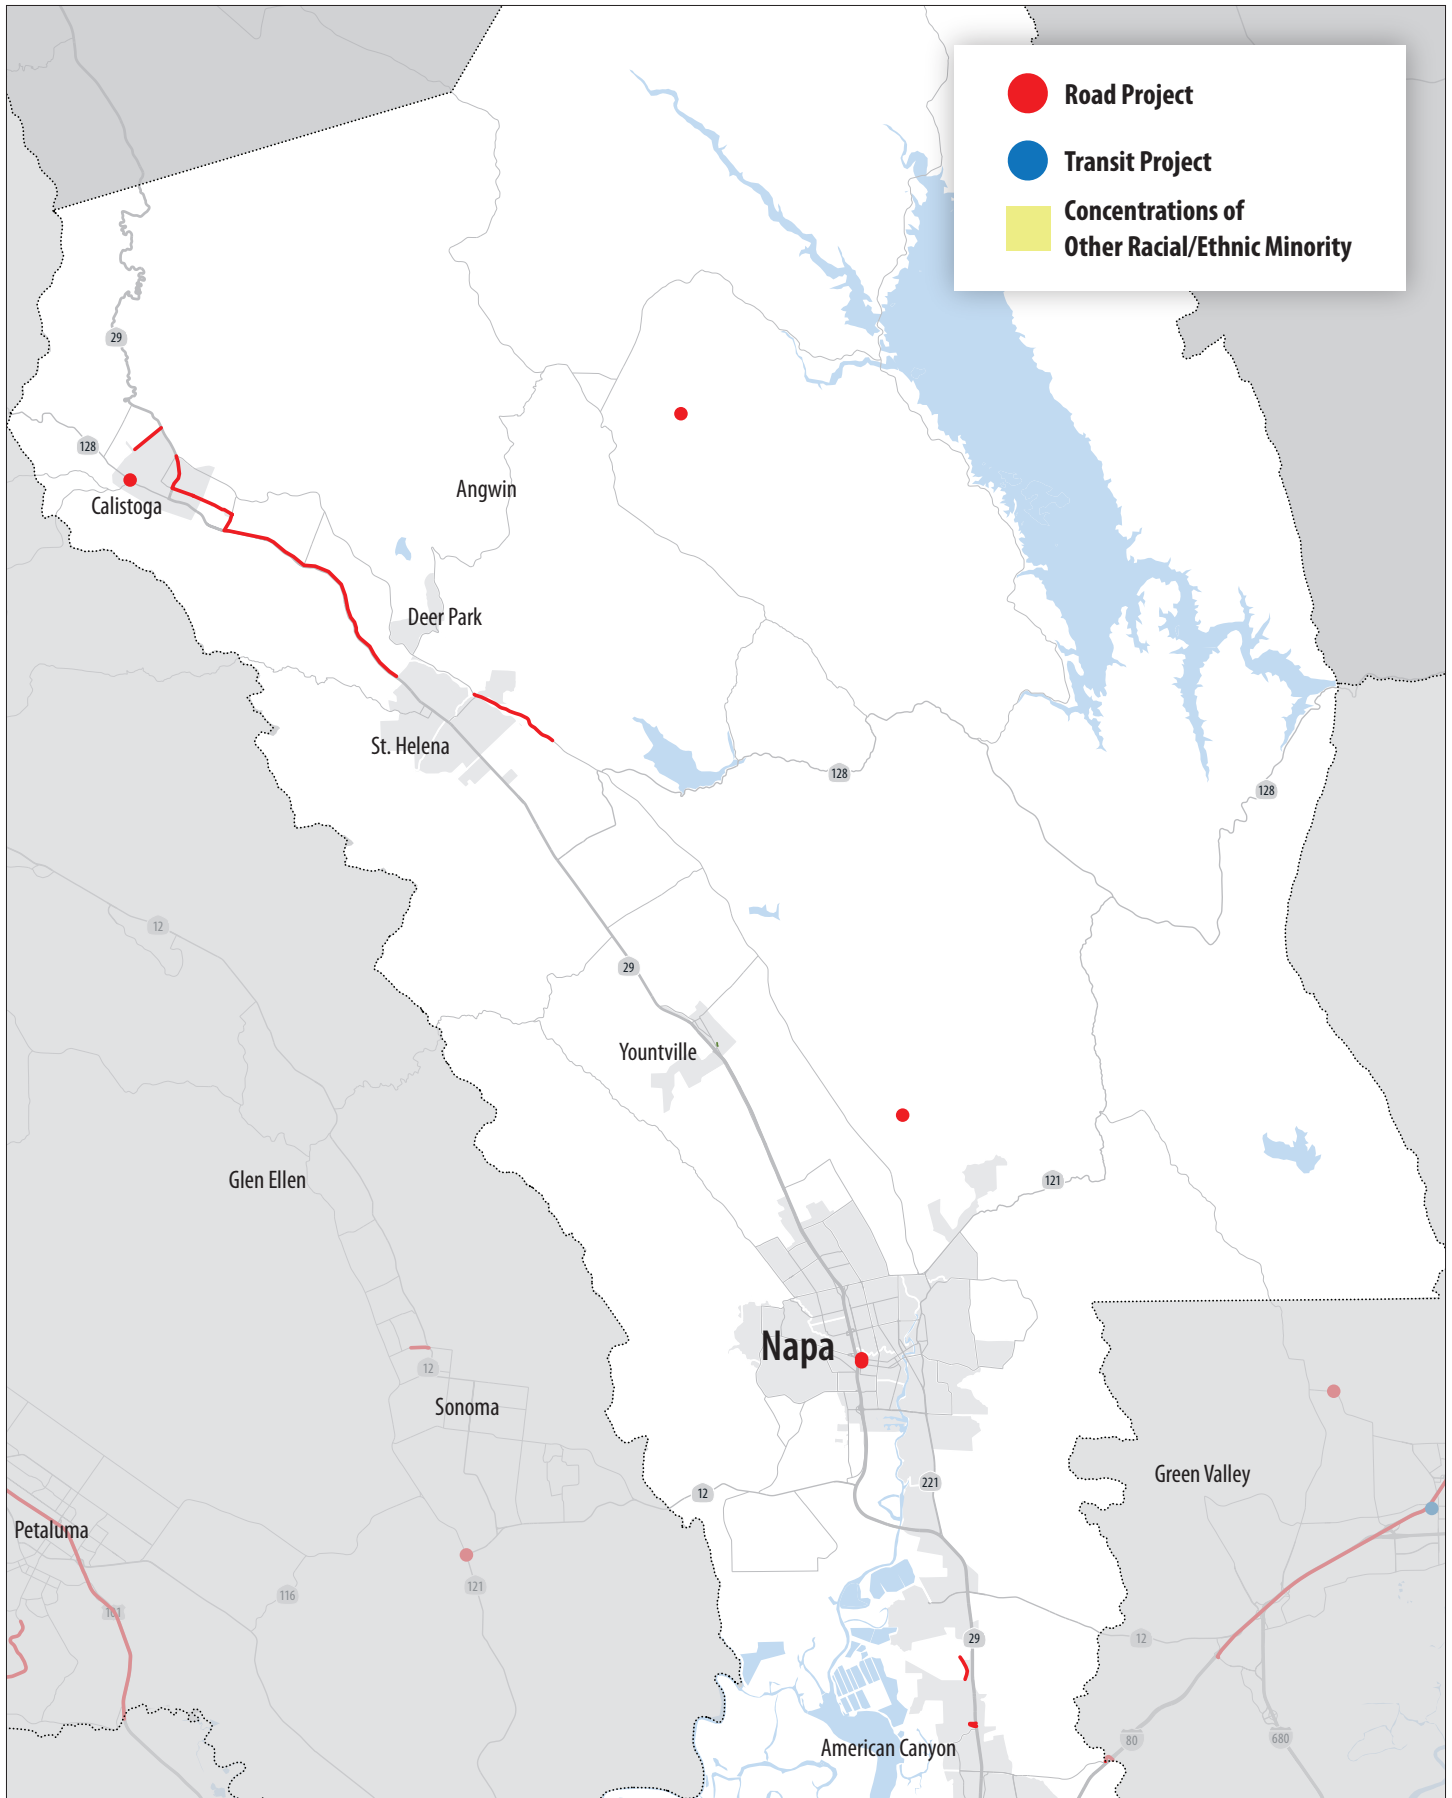 Road Project
Transit Project
Concentrations of
Other Racial/Ethnic Minority
29
128
Calistoga
Angwin
Deer Park
St. Helena
128
128
12
29
Yountville
Glen Ellen
121
Napa
12
Sonoma
Green Valley
221
12
Petaluma
121
116
101
29
12
American Canyon
80
680